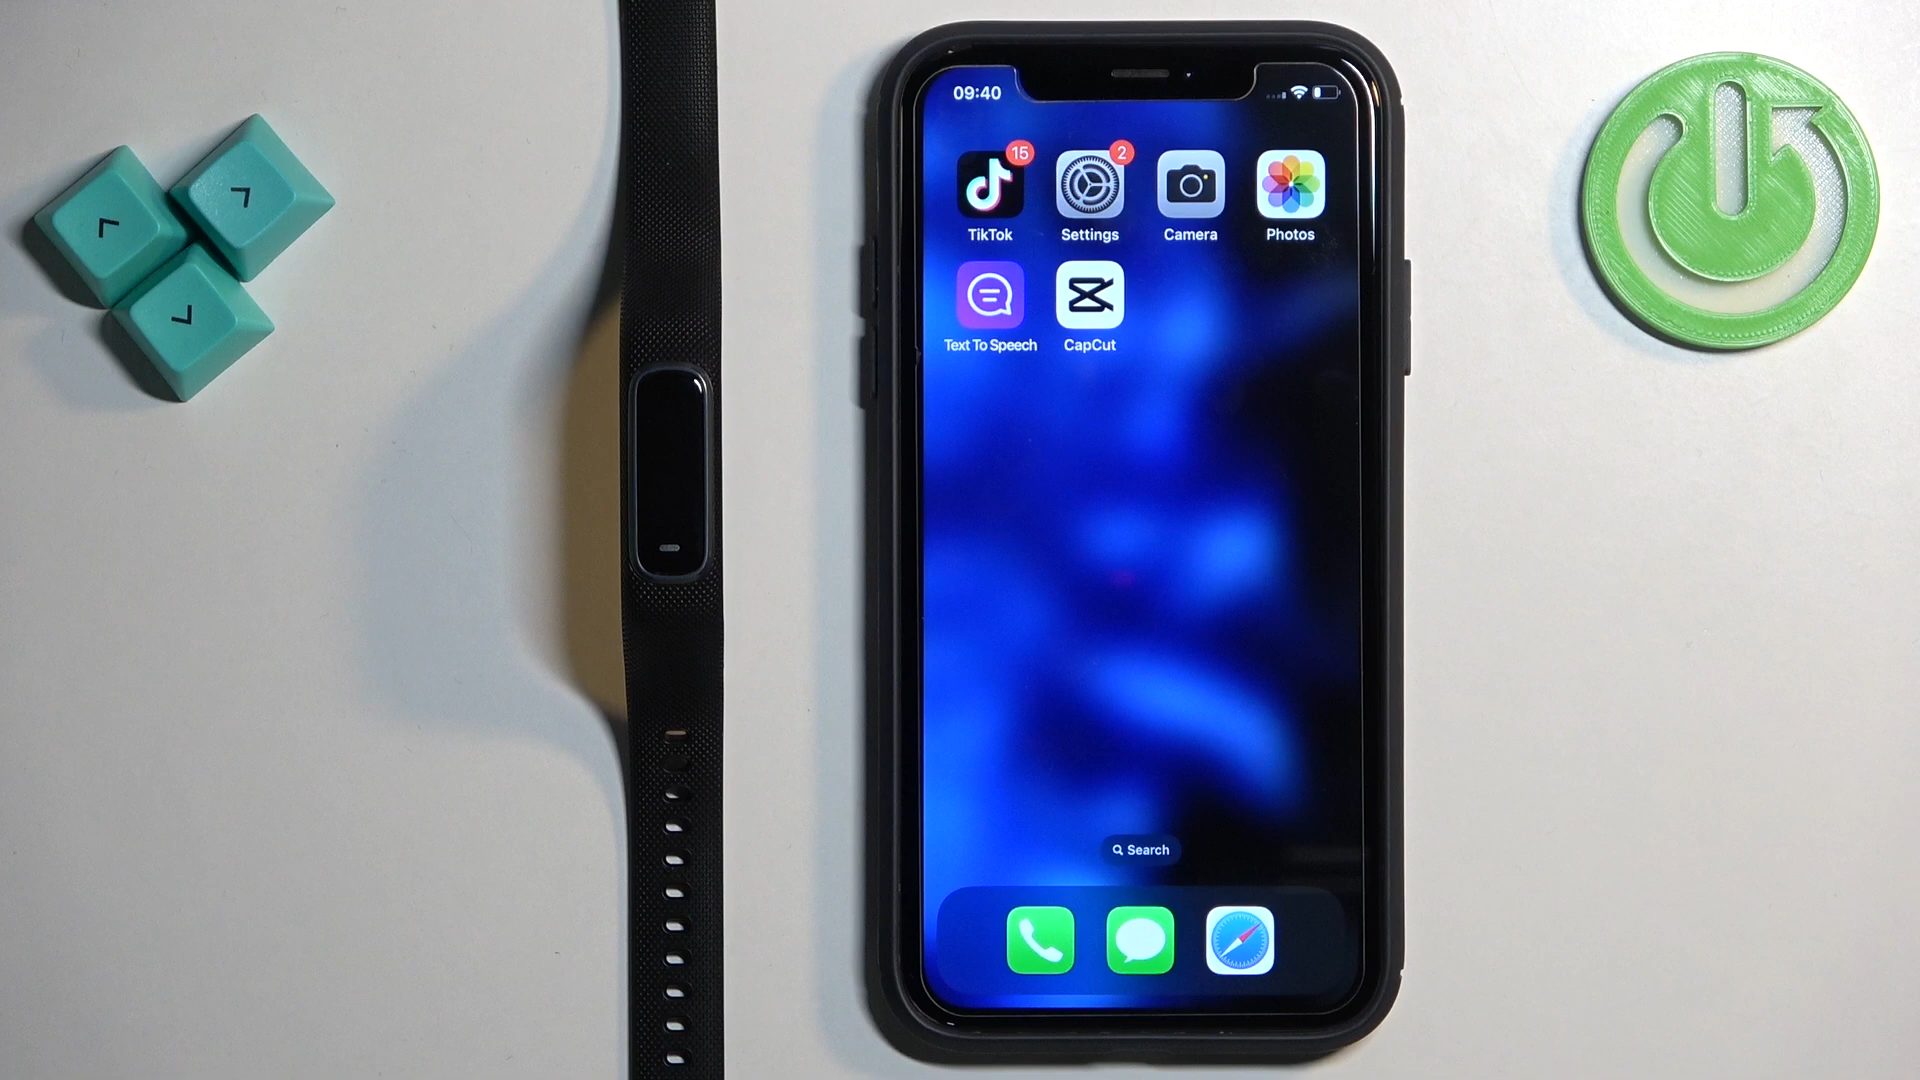 09:40
15
2
TikTok
Settings
Camera
Photos
Text To Speech
CapCut
Search